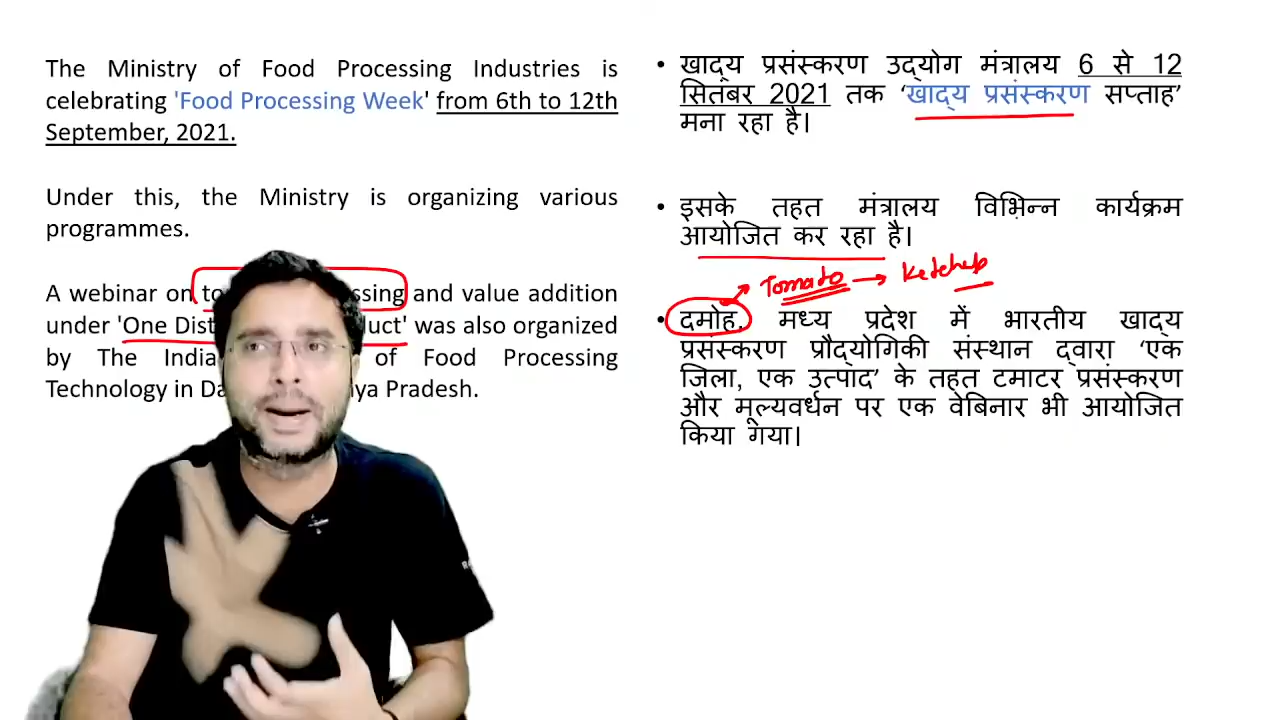 The Ministry of Food Processing Industries is
celebrating 'Food Processing Week' from 6th to 12th
September, 2021.
Under this, the Ministry is organizing various
programmes.
A webinar on to ssing and value addition
under 'One Dist uct' was also organized
by The India of Food Processing
Technology in Da ya Pradesh.
• खाद्य प्रसंस्करण उद्योग मंत्रालय 6 से 12
सितंबर 2021 तक ‘खाद्य प्रसंस्करण सप्ताह’
मना रहा है।
• इसके तहत मंत्रालय विभिन्न कार्यक्रम
आयोजित कर रहा है।
Tomato → Ketchup
• दमोह, मध्य प्रदेश में भारतीय खाद्य
प्रसंस्करण प्रौद्योगिकी संस्थान द्वारा ‘एक
जिला, एक उत्पाद’ के तहत टमाटर प्रसंस्करण
और मूल्यवर्धन पर एक वेबिनार भी आयोजित
किया गया।